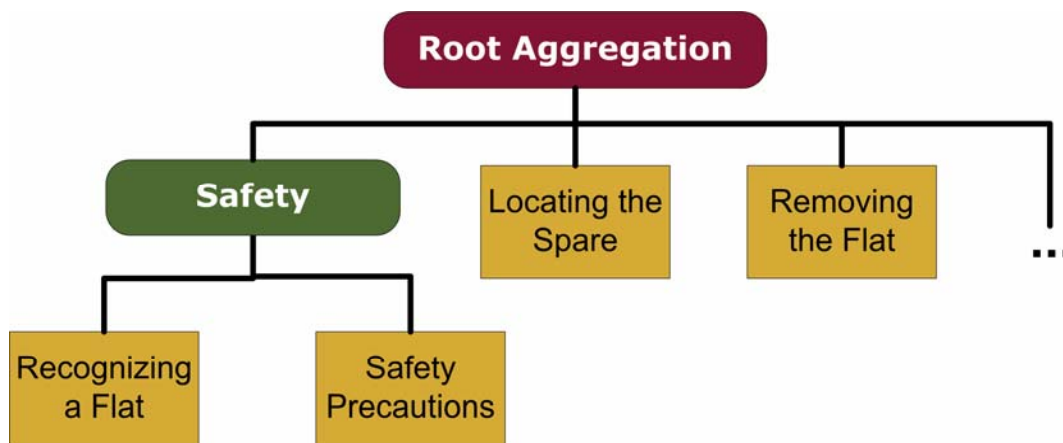 Root Aggregation
Safety
Locating the
Spare
Removing
the Flat
...
Recognizing
a Flat
Safety
Precautions